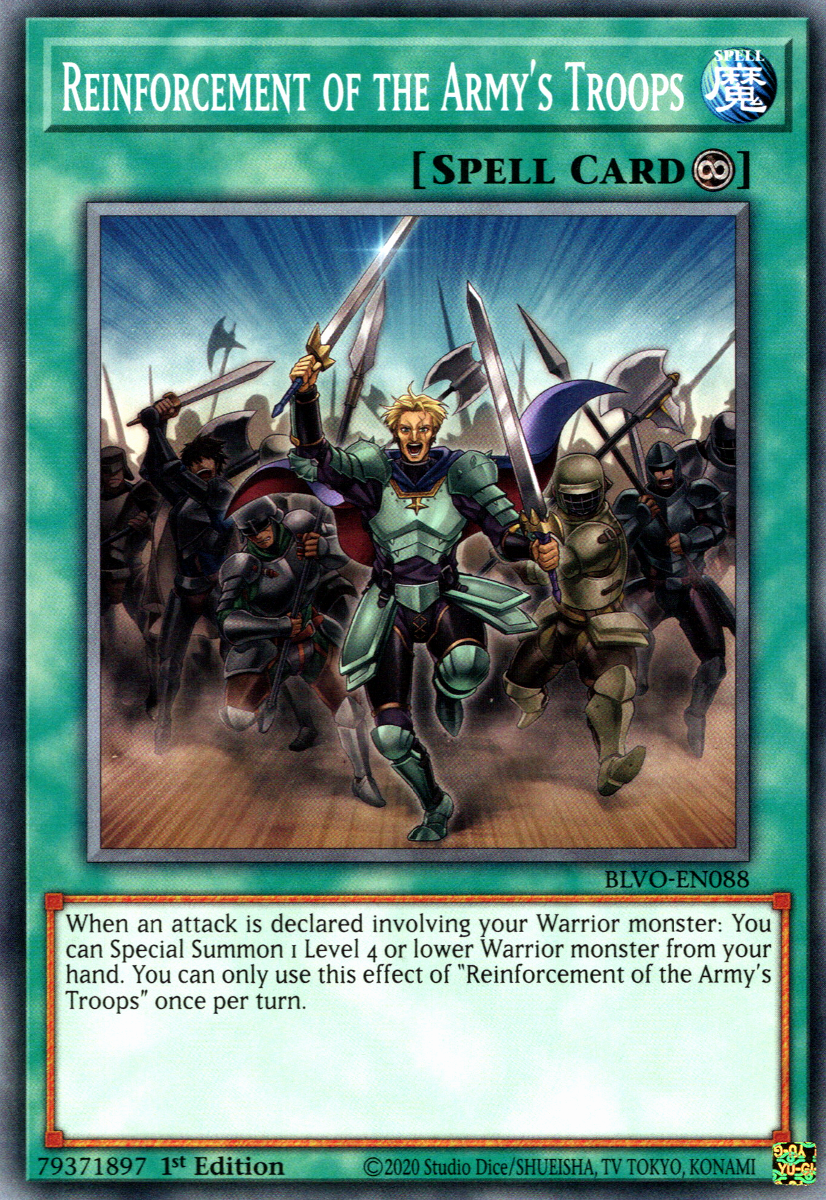 Reinforcement of the Army's Troops
SPELL
魔
[Spell Card]
BLVO-EN088
When an attack is declared involving your Warrior monster: You
can Special Summon 1 Level 4 or lower Warrior monster from your
hand. You can only use this effect of "Reinforcement of the Army's
Troops" once per turn.
79371897 1st Edition ©2020 Studio Dice/SHUEISHA, TV TOKYO, KONAMI